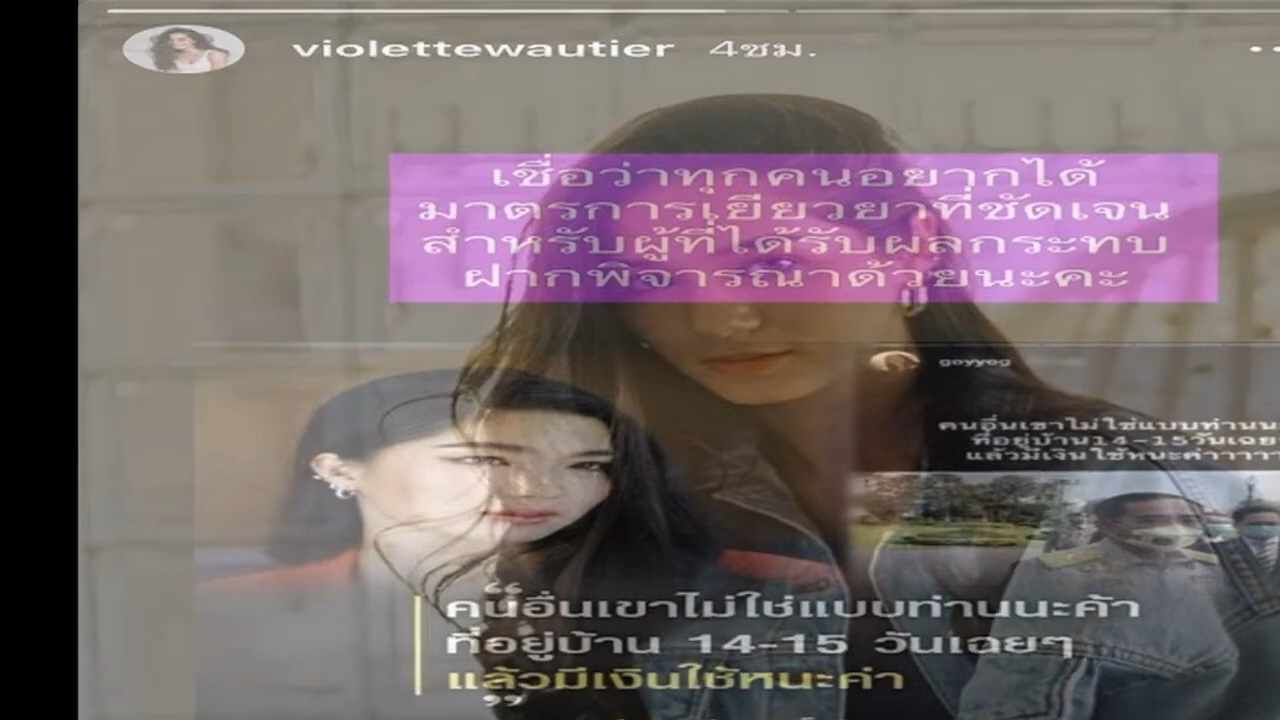 violettewautier 4ชม.
เชื่อว่าทุกคนอยากได้
มาตรการเยียวยาที่ชัดเจน
สำหรับผู้ที่ได้รับผลกระทบ
ฝากพิจารณาด้วยนะคะ
goyyog
คนอื่นเขาไม่ใช่แบบท่านน
ที่อยู่บ้าน14-15วันเฉย
แล้วมีเงินใช้หนะค่าาาาา
“
คนอื่นเขาไม่ใช่แบบท่านนะค้า
ที่อยู่บ้าน 14-15 วันเฉยๆ
แล้วมีเงินใช้หนะค่ำ
”